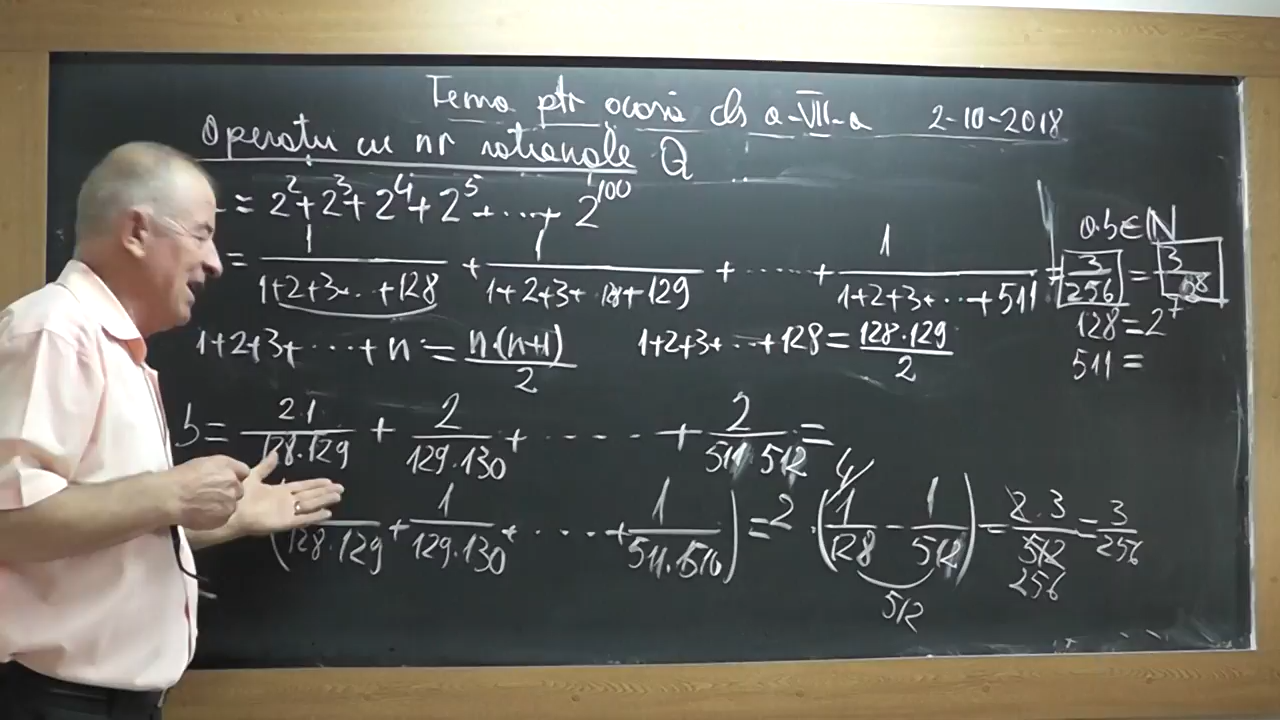 Tema ptr acasă cls a-VII-a 2-10-2018
Operatii cu nr rationale Q
= 2² + 2³ + 2⁴ + 2⁵ + ... + 2¹⁰⁰
a.b ∈ N
= 1/(1+2+3+...+128) + 1/(1+2+3+...+129) + ...... + 1/(1+2+3+...+511) = 3/256 = 3/
128 = 2⁷
511 =
1+2+3+...+n = n·(n+1)/2 1+2+3+...+128 = 128·129/2
b = 2·1/128·129 + 2/129·130 + ...... + 2/511·512 =
(1/128·129 + 1/129·130 + .... + 1/) = 2·(4/ 1/128 - 1/512) = 2·3/512 = 3/256
512 256